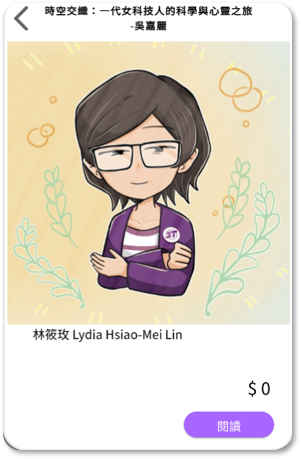 時空交織：一代女科技人的科學與心靈之旅
-吳嘉麗
ST
林筱玫 Lydia Hsiao-Mei Lin
$ 0
閱讀